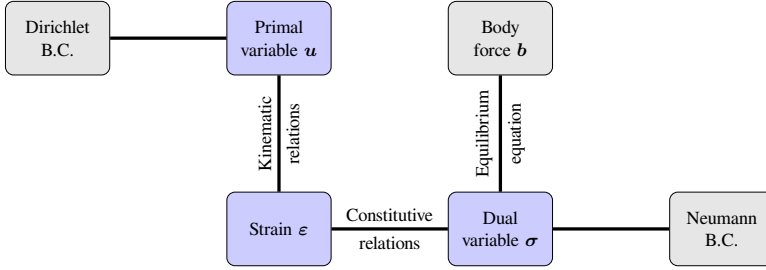 Dirichlet
B.C.
Primal
variable u
Body
force b
Kinematic
relations
Equilibrium
equation
Strain ε
Constitutive
relations
Dual
variable σ
Neumann
B.C.